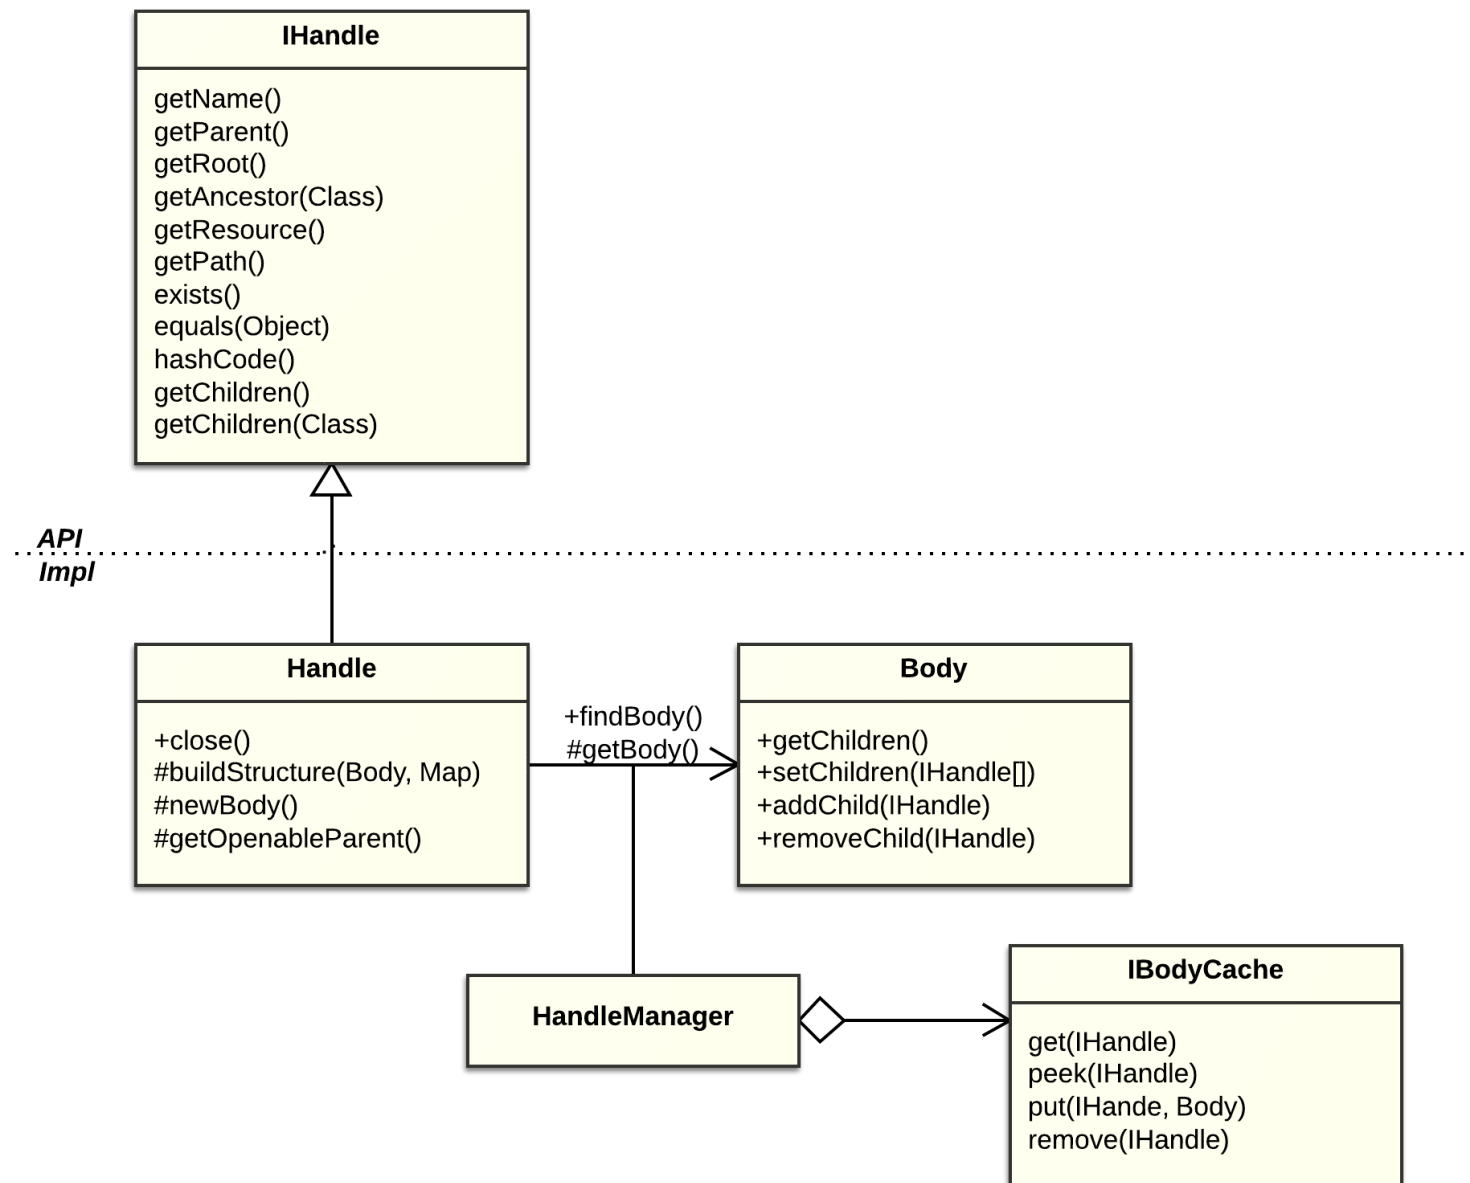 IHandle
getName()
getParent()
getRoot()
getAncestor(Class)
getResource()
getPath()
exists()
equals(Object)
hashCode()
getChildren()
getChildren(Class)
API
Impl
Handle
+close()
#buildStructure(Body, Map)
#newBody()
#getOpenableParent()
+findBody()
#getBody()
Body
+getChildren()
+setChildren(IHandle[])
+addChild(IHandle)
+removeChild(IHandle)
HandleManager
IBodyCache
get(IHandle)
peek(IHandle)
put(IHande, Body)
remove(IHandle)